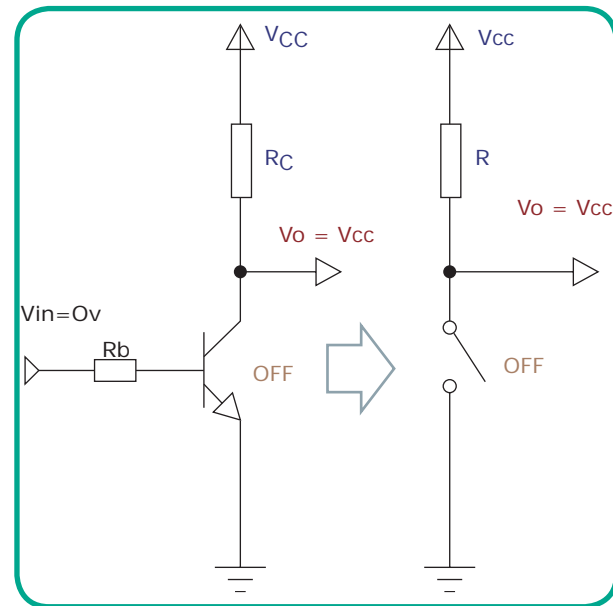 VCC
RC
Vo = Vcc
Vin=Ov
Rb
OFF
Vcc
R
Vo = Vcc
OFF